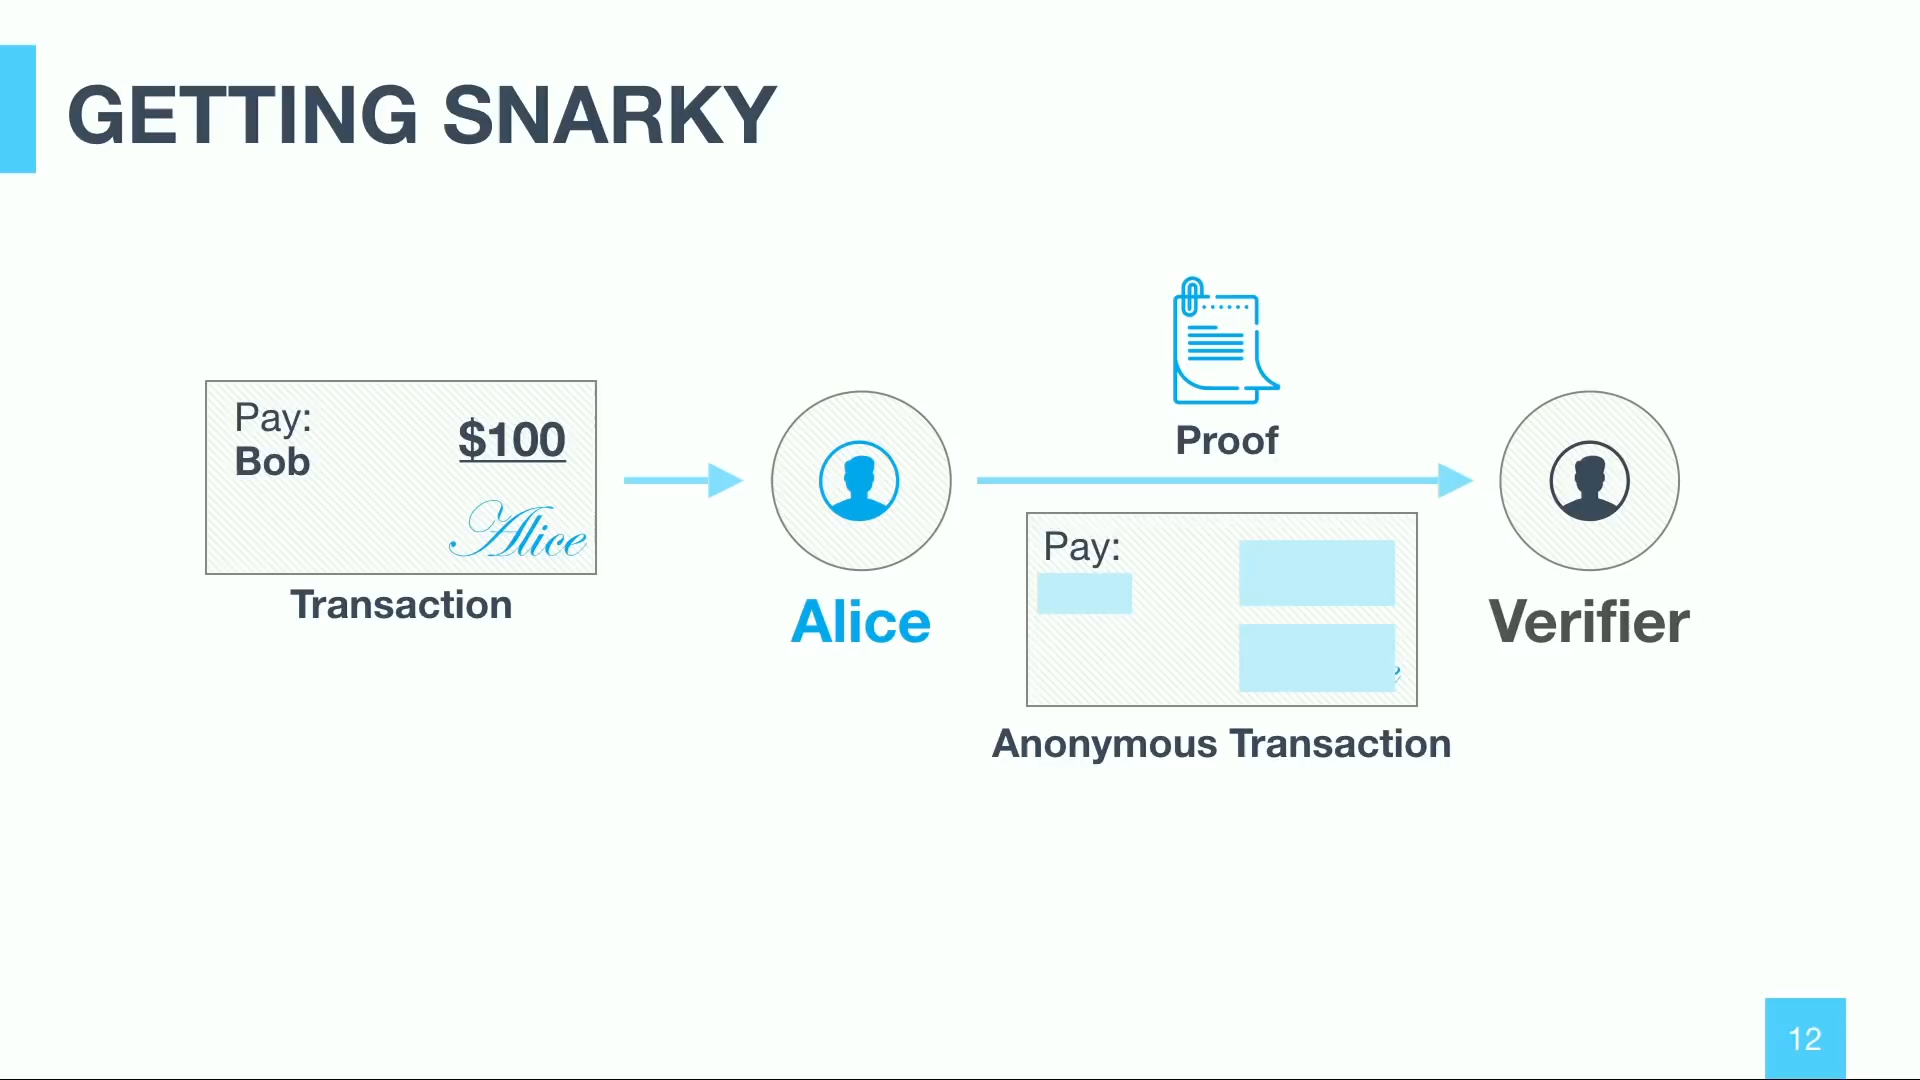 GETTING SNARKY
Pay:
Bob
$100
Alice
Transaction
Alice
Proof
Pay:
Anonymous Transaction
Verifier
12